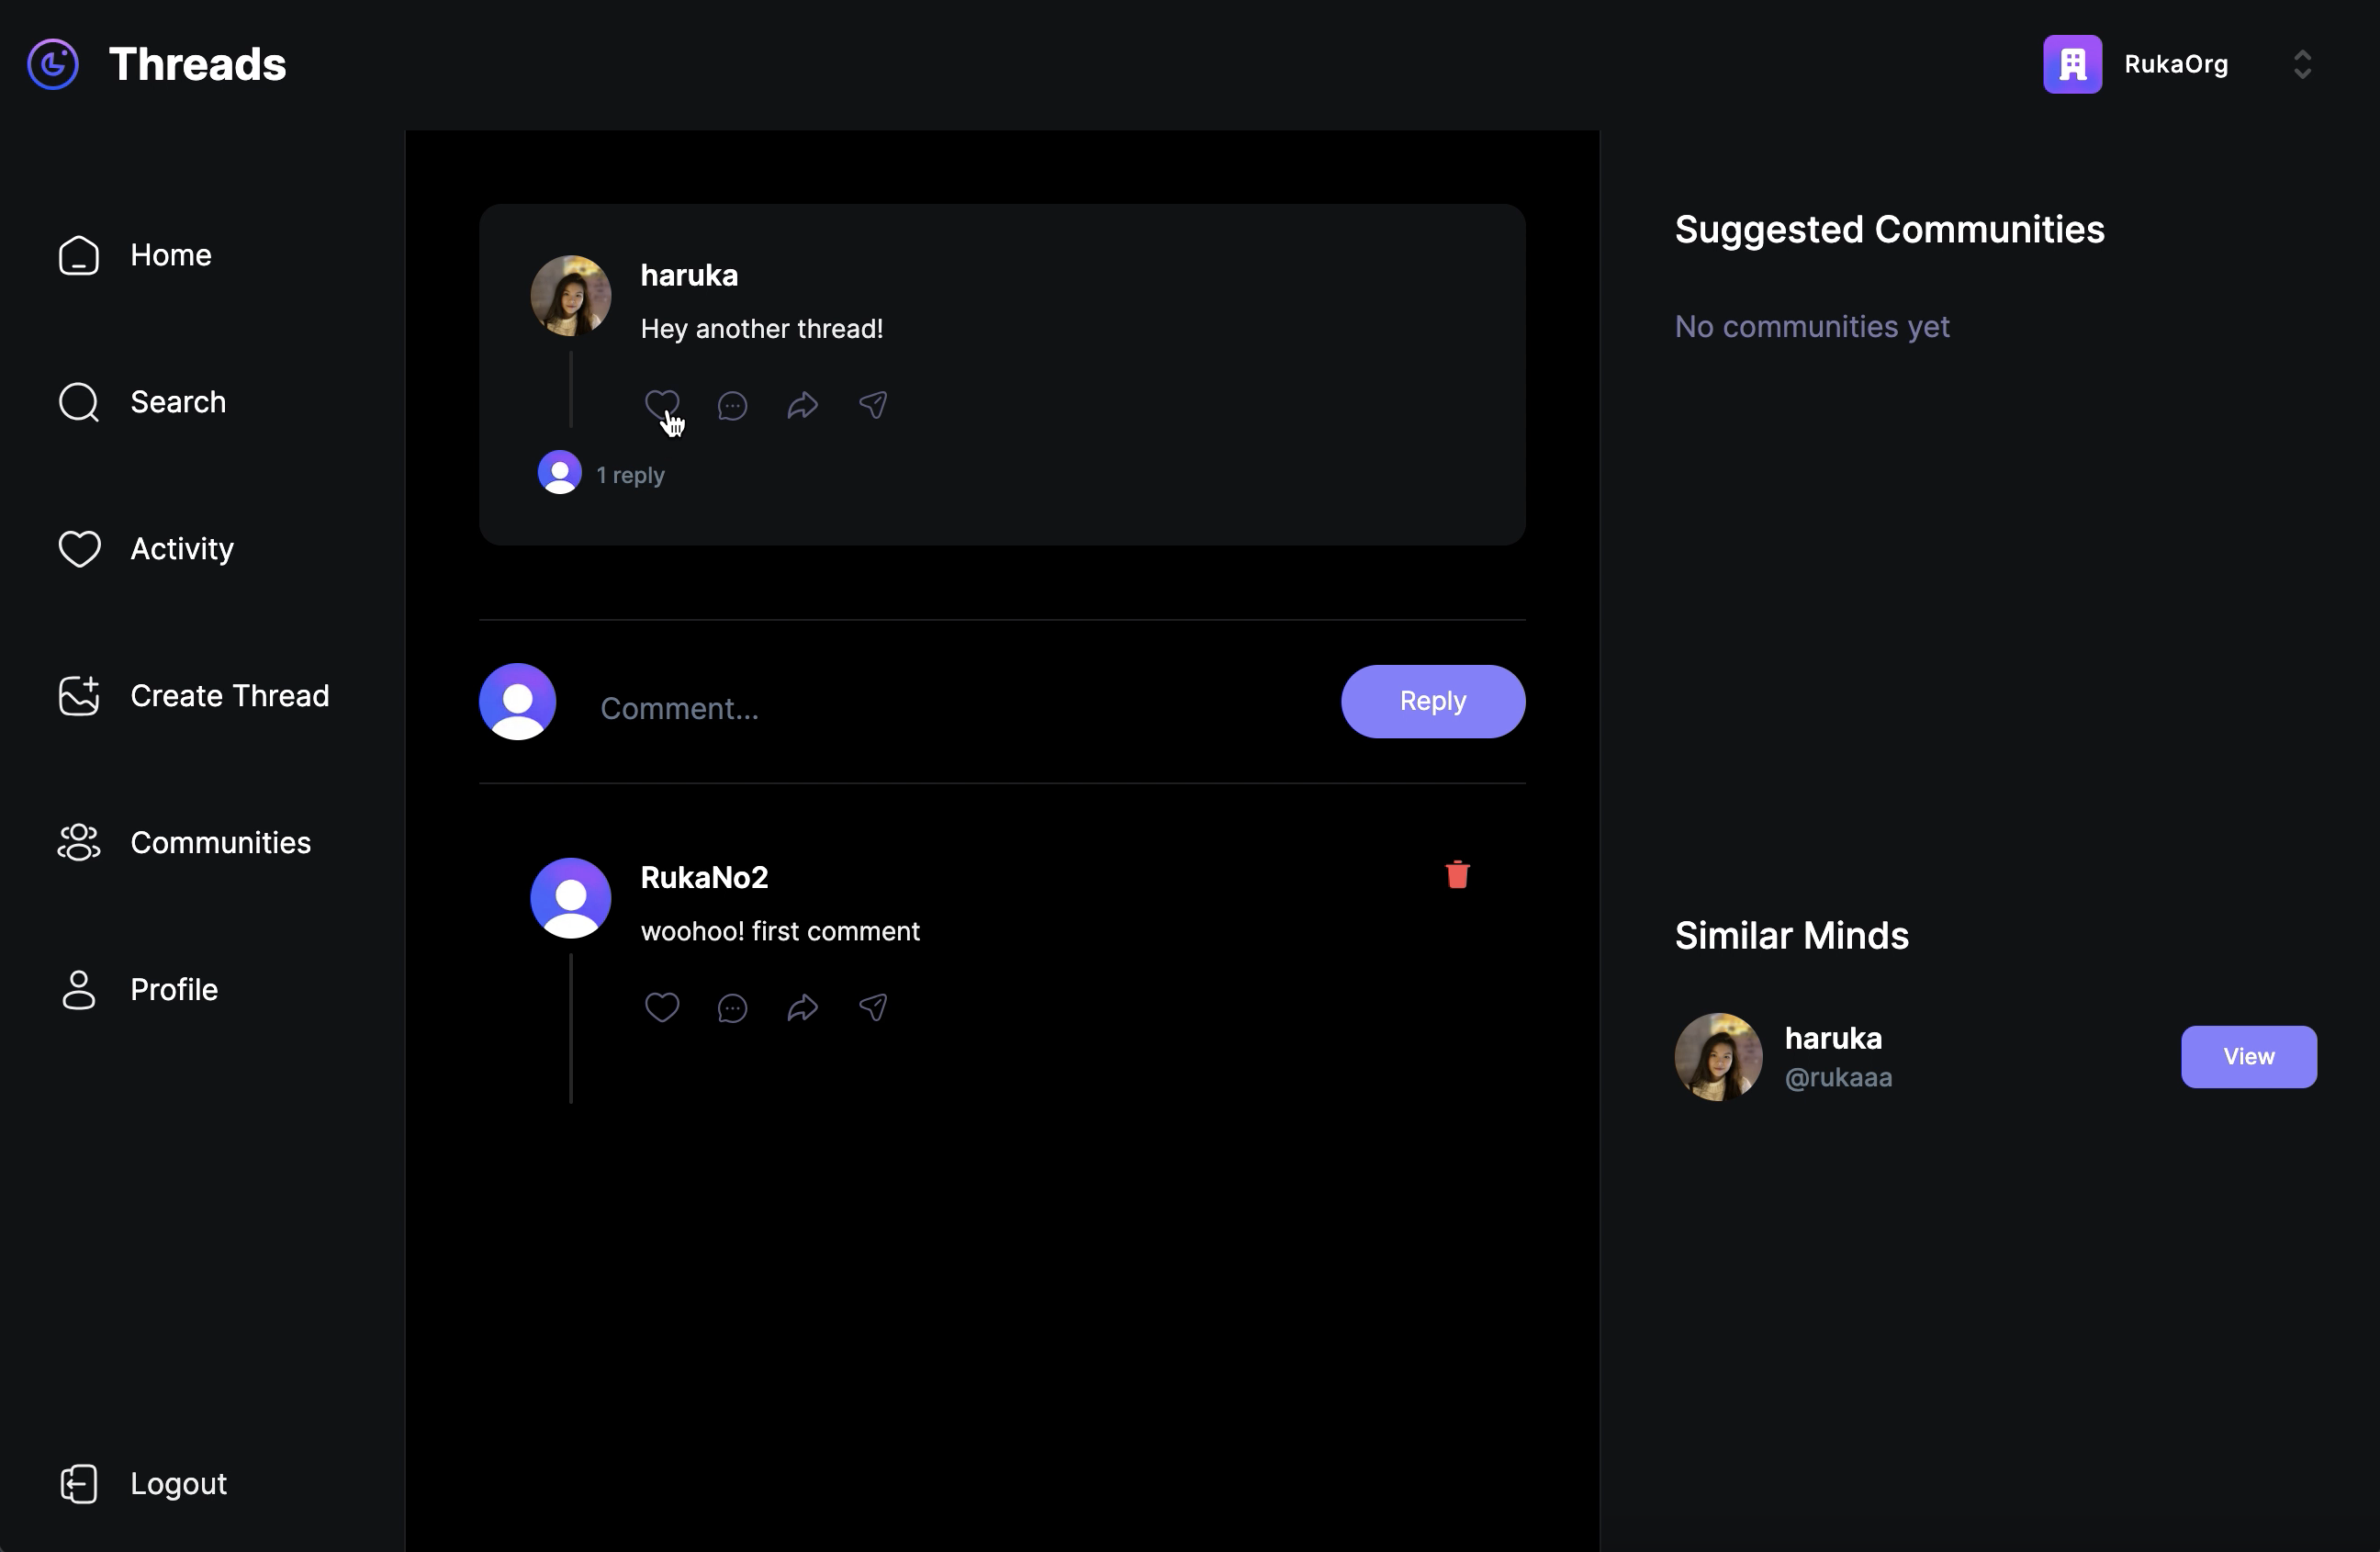 Threads
RukaOrg
Home
Search
Activity
Create Thread
Communities
Profile
Logout
haruka
Hey another thread!
1 reply
Comment...
Reply
RukaNo2
woohoo! first comment
Suggested Communities
No communities yet
Similar Minds
haruka
@rukaaa
View